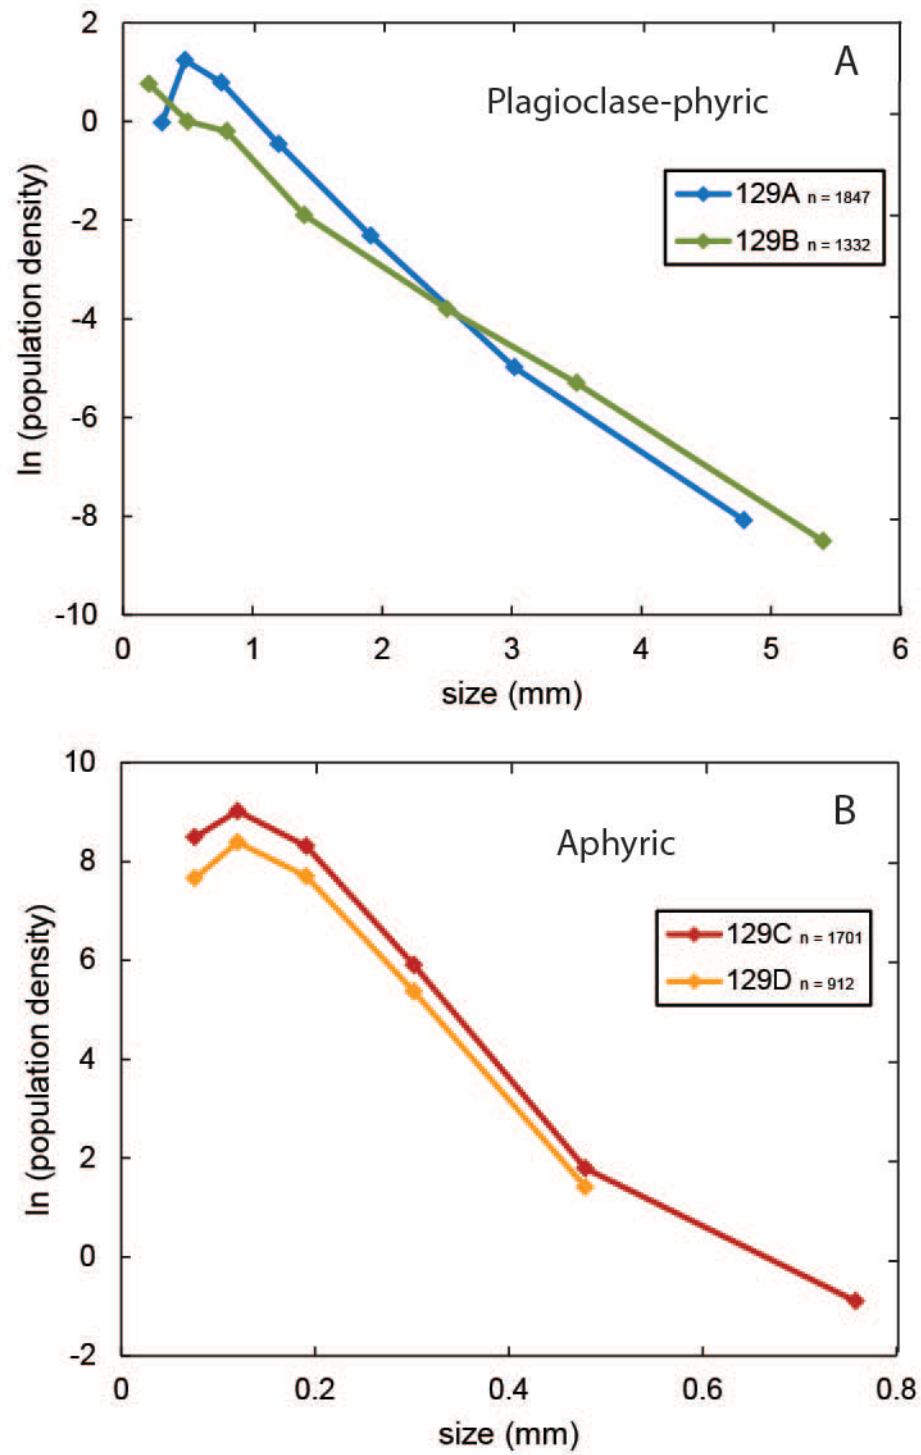 2
A
Plagioclase-phyric
0
129A n = 1847
-2
129B n = 1332
-4
-6
-8
-10
0 1 2 3 4 5 6
size (mm)
ln (population density)
10
B
Aphyric
8
129C n = 1701
6
129D n = 912
4
2
0
-2
0 0.2 0.4 0.6 0.8
size (mm)
ln (population density)